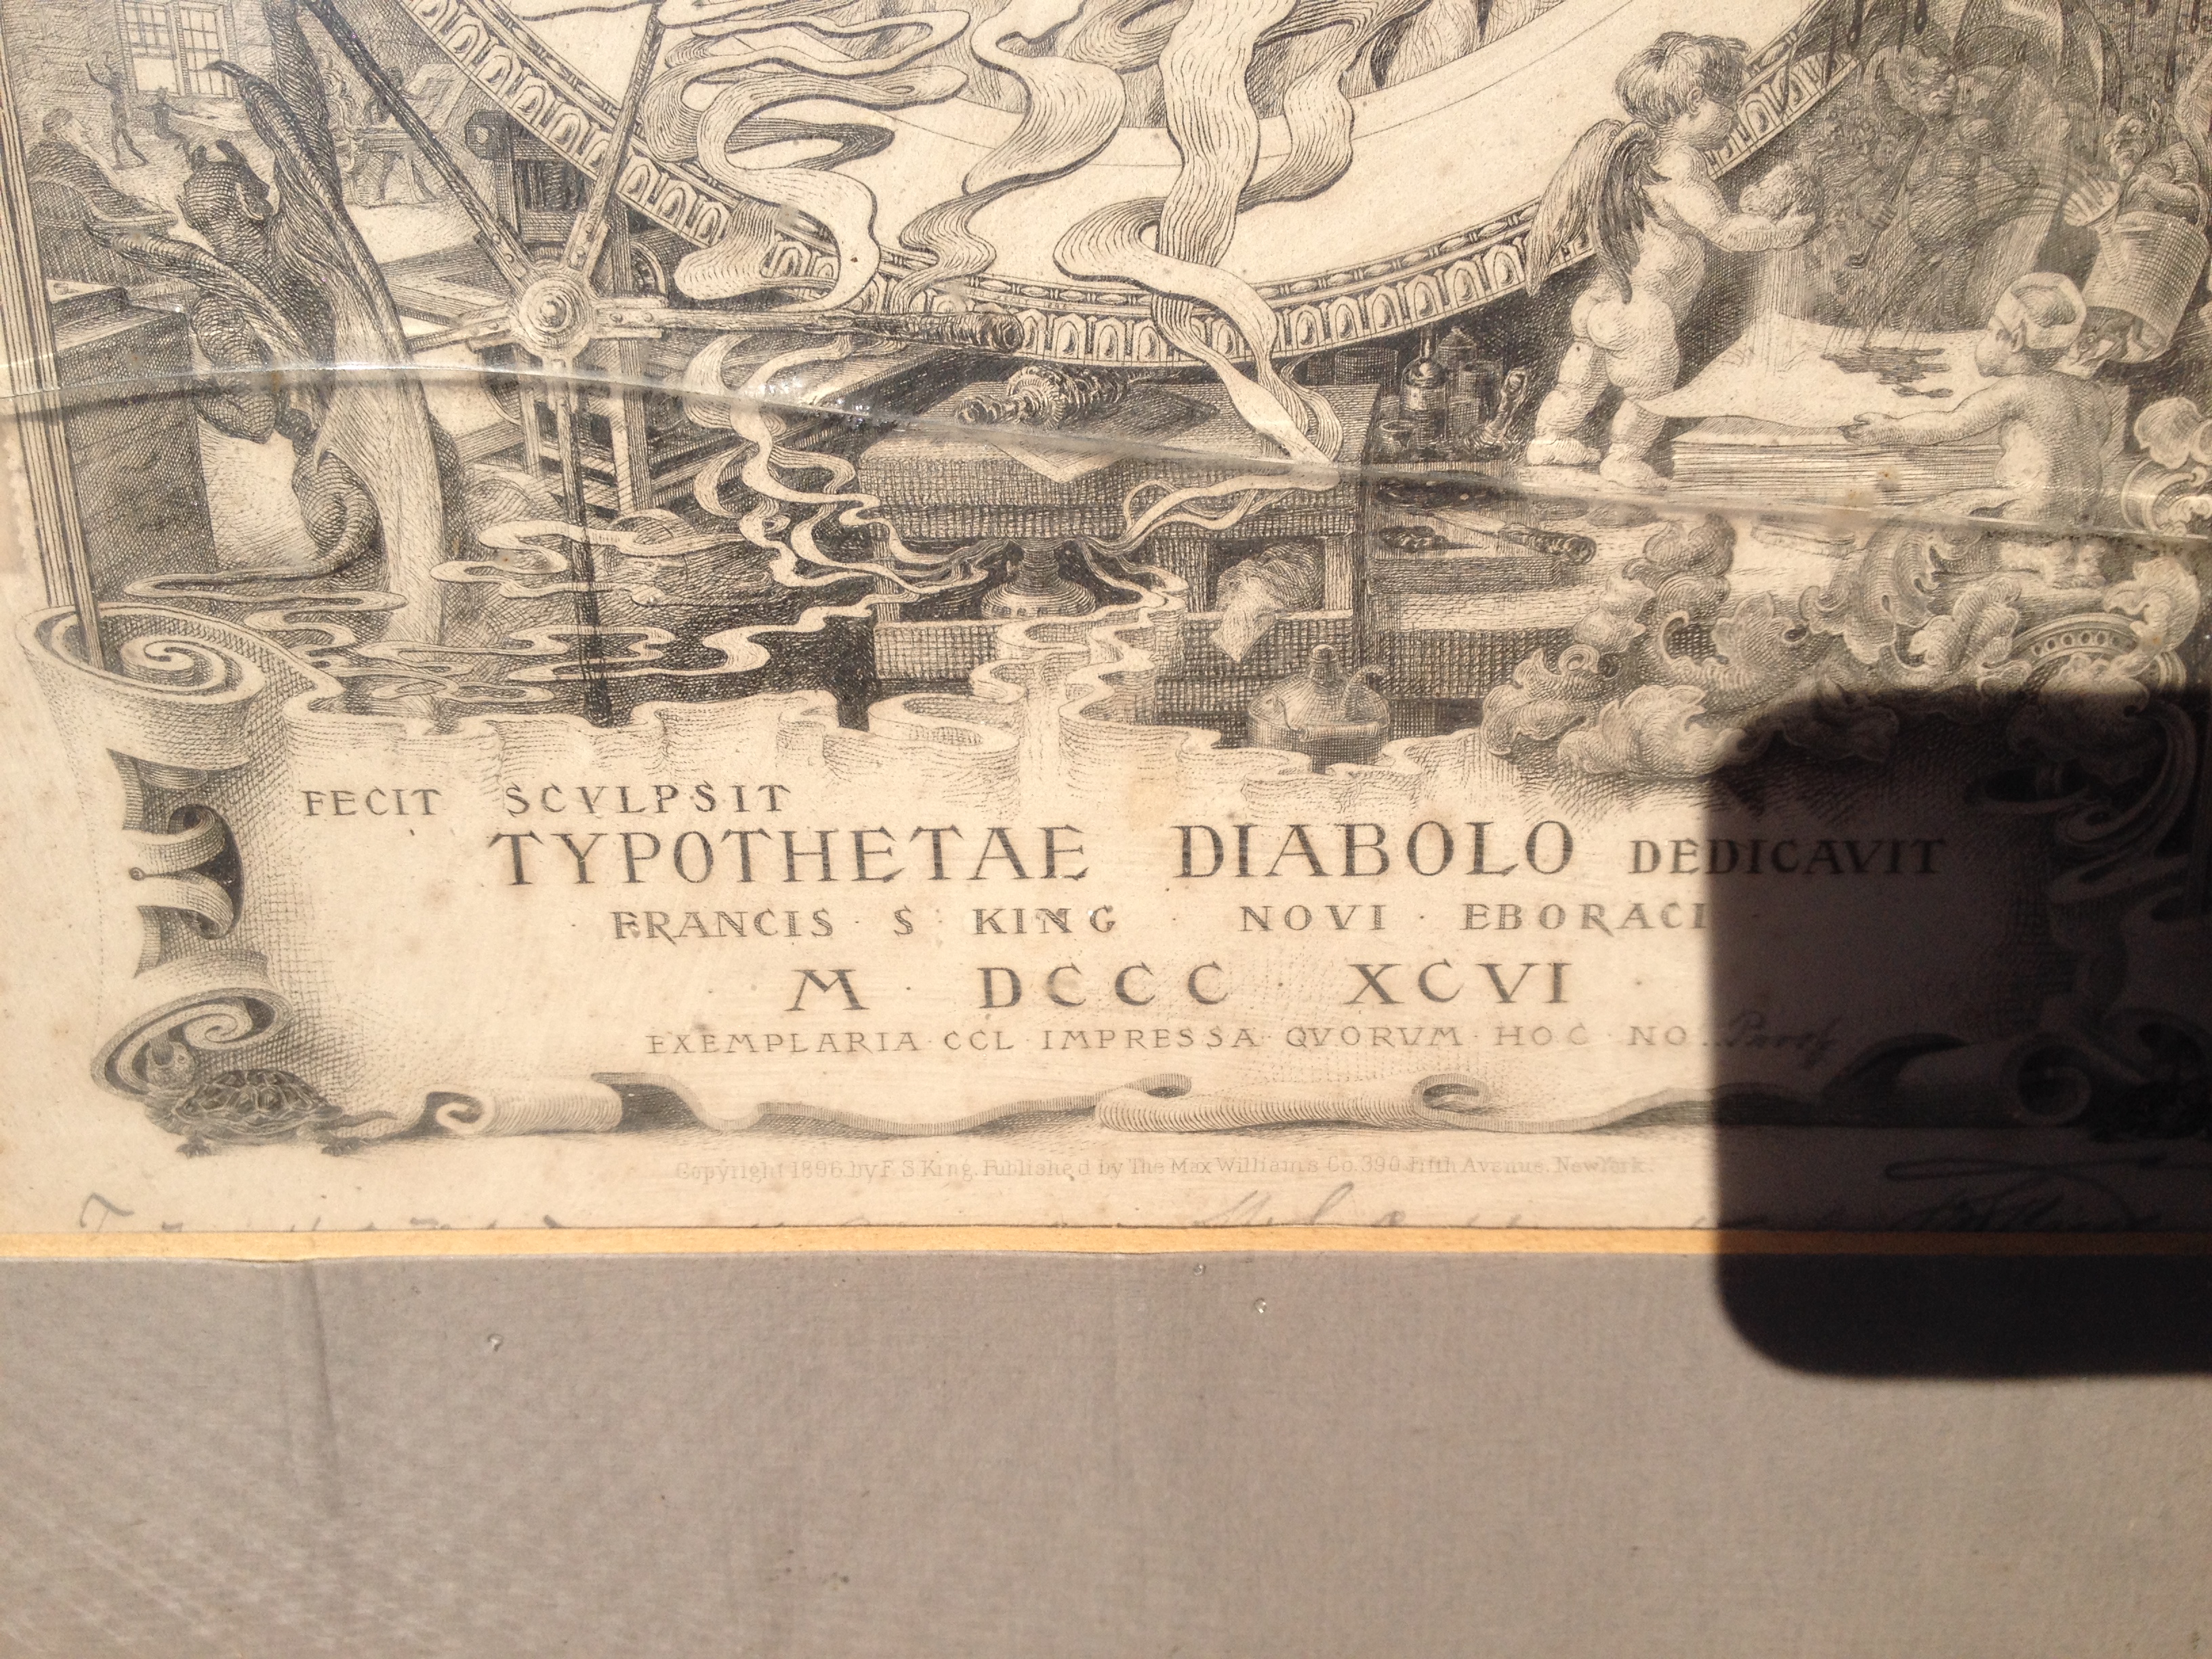 FECIT SCVLPSIT
TYPOTHETAE DIABOLO DEDICAVIT
FRANCIS · S · KING · NOVI · EBORACI
M · DCCC · XCVI ·
EXEMPLARIA · CCL · IMPRESSA · QVORVM · HOC · NO. Proof
Copyright 1896 by F. S. King. Published by The Max Williams Co. 390 Fifth Avenue. New York.